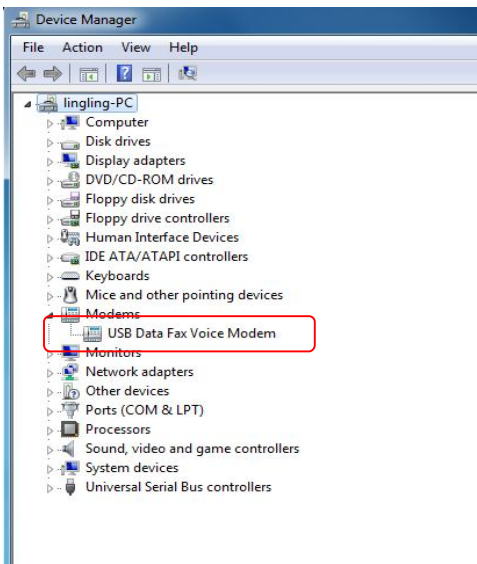 Device Manager
File Action View Help
lingling-PC
Computer
Disk drives
Display adapters
DVD/CD-ROM drives
Floppy disk drives
Floppy drive controllers
Human Interface Devices
IDE ATA/ATAPI controllers
Keyboards
Mice and other pointing devices
Modems
USB Data Fax Voice Modem
Monitors
Network adapters
Other devices
Ports (COM & LPT)
Processors
Sound, video and game controllers
System devices
Universal Serial Bus controllers